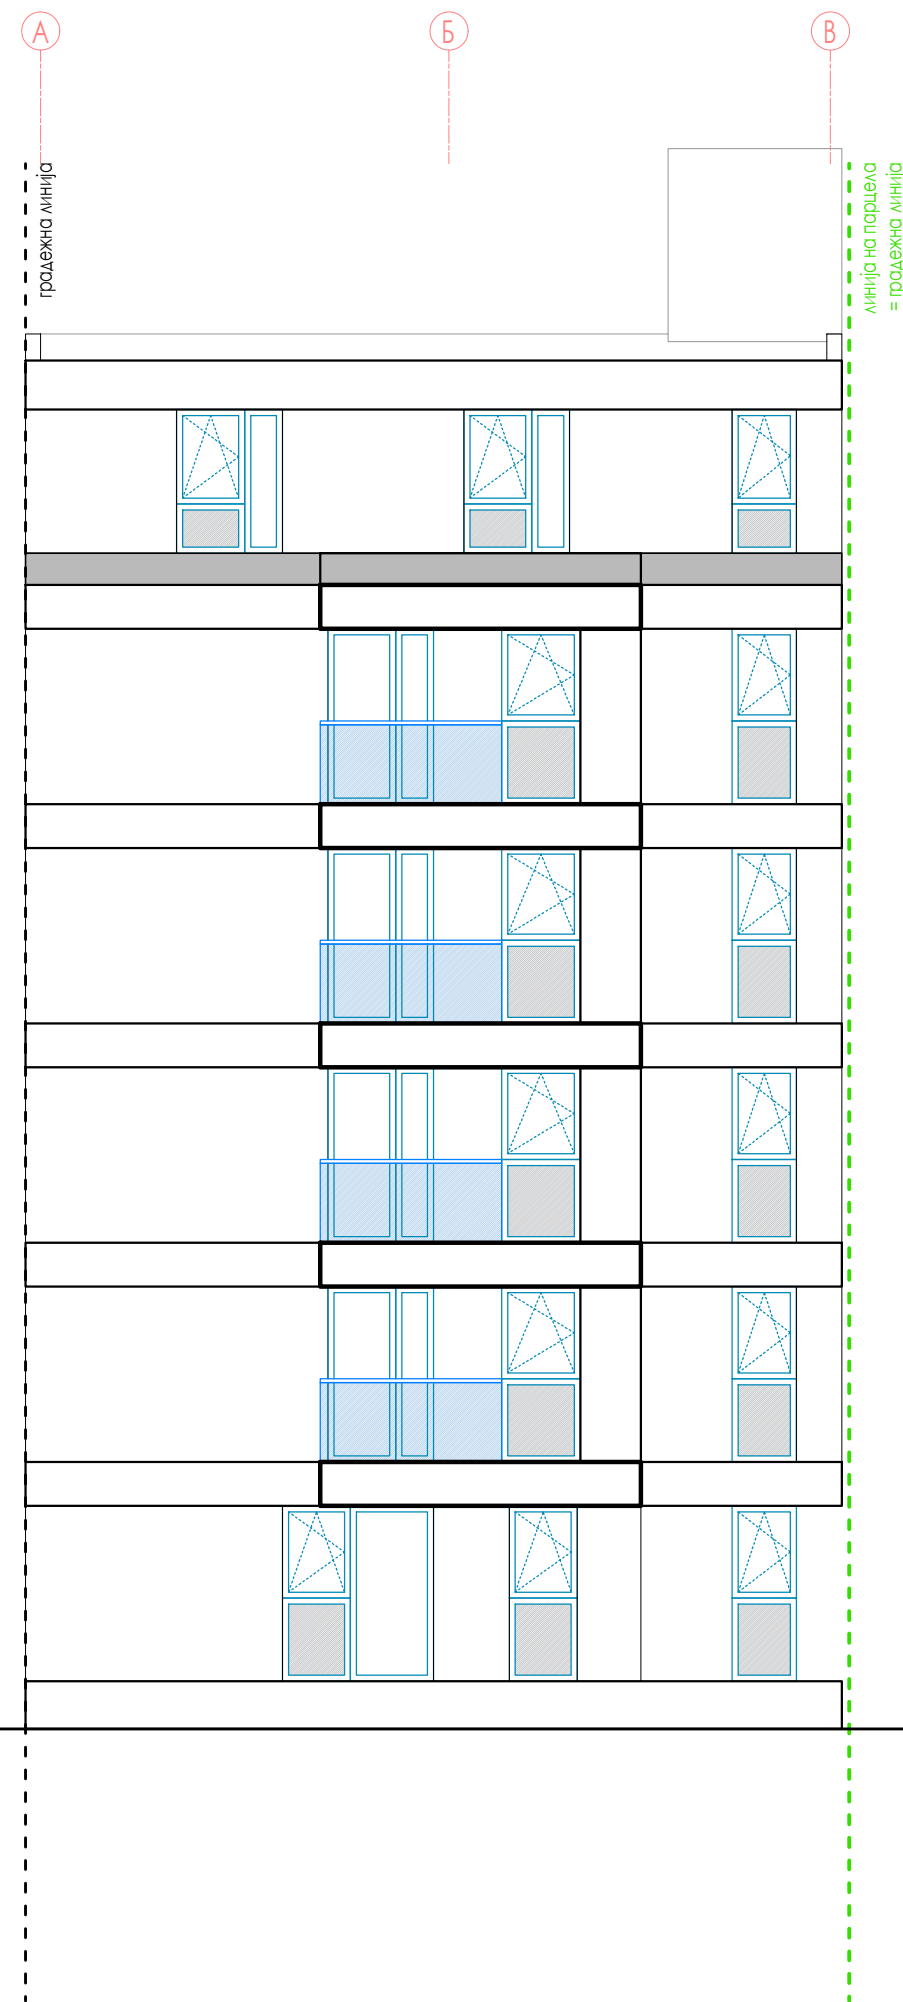 А
Б
В
градежна линија
линија на парцела
= градежна линија